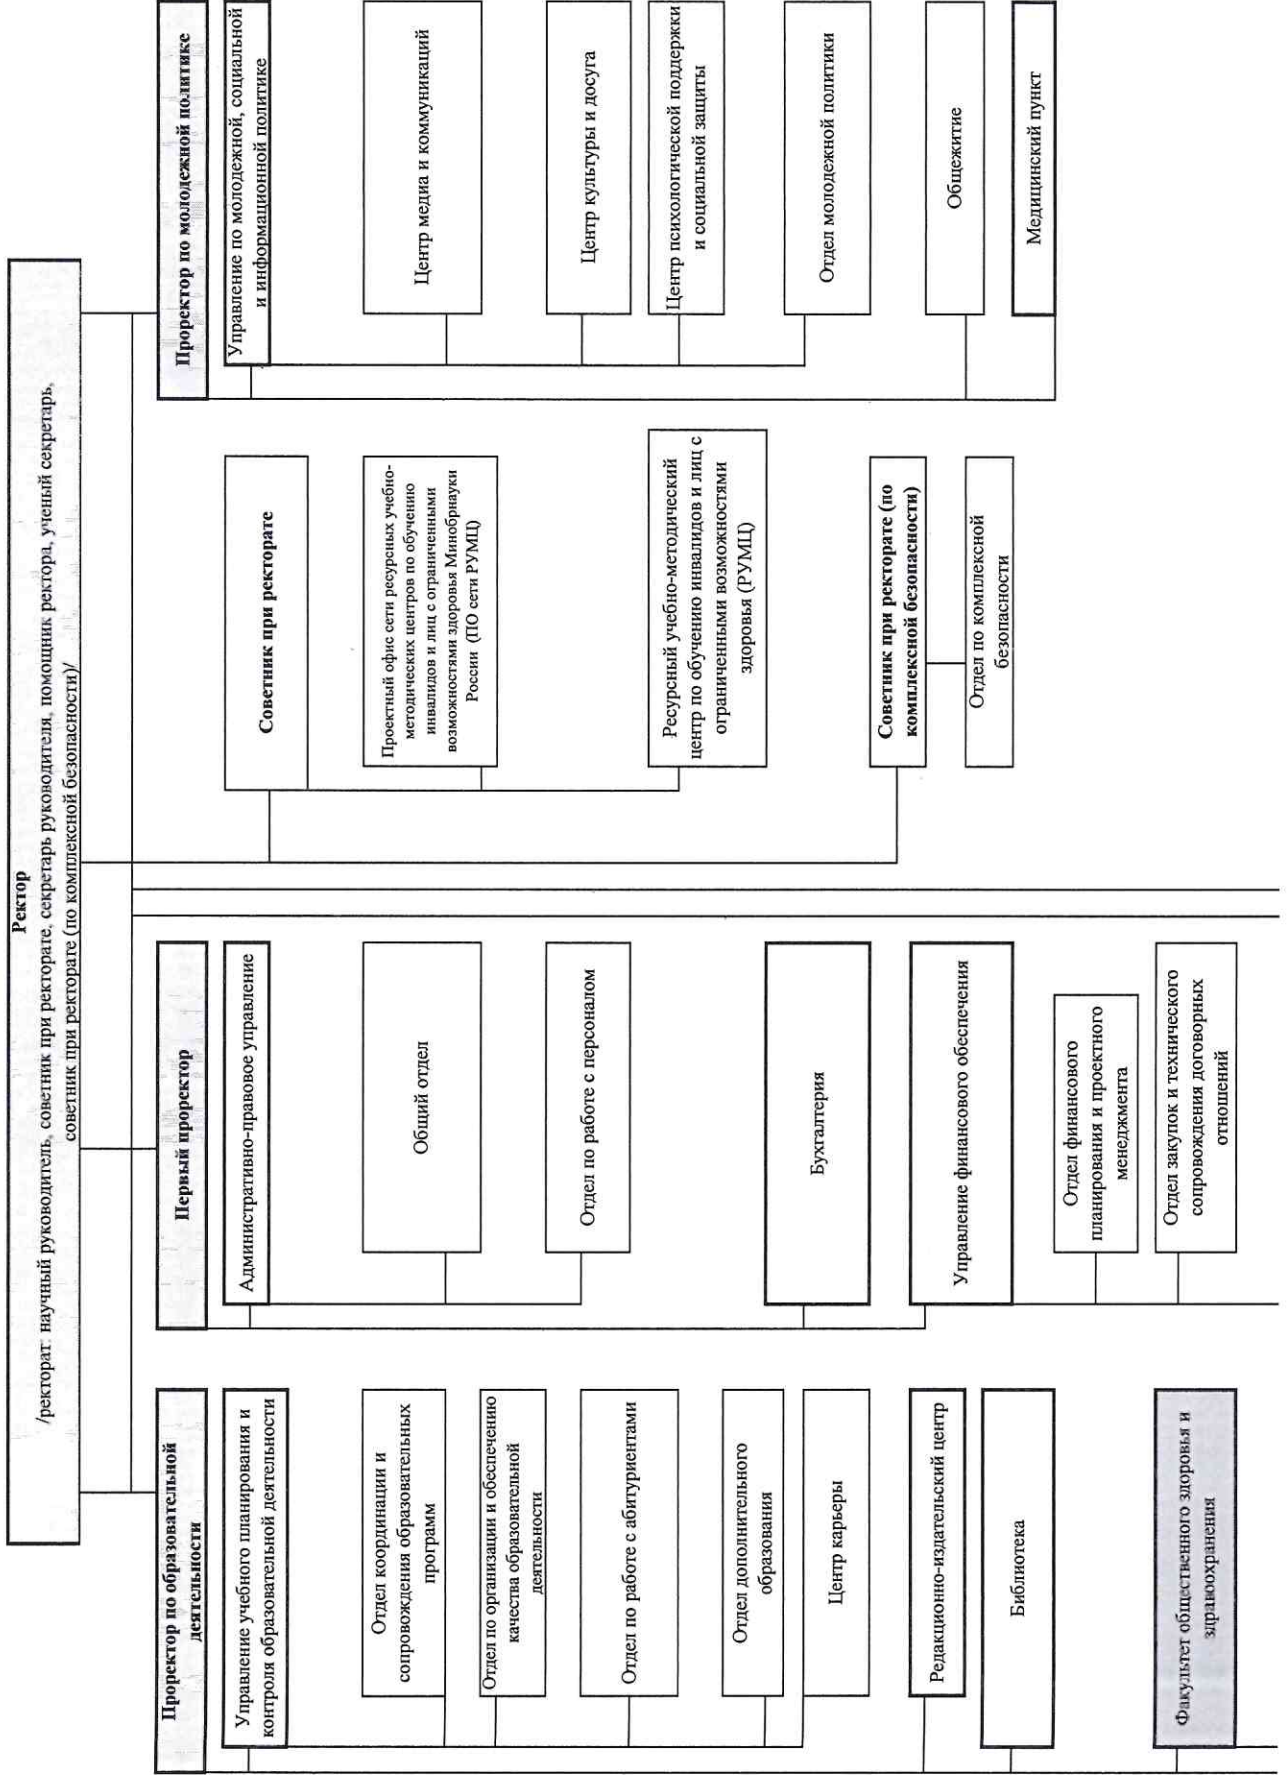 Ректор
/ректорат: научный руководитель, советник при ректорате, секретарь руководителя, помощник ректора, ученый секретарь,
советник при ректорате (по комплексной безопасности)/
Проректор по образовательной
деятельности
Управление учебного планирования и
контроля образовательной деятельности
Отдел координации и
сопровождения образовательных
программ
Отдел по организации и обеспечению
качества образовательной
деятельности
Отдел по работе с абитуриентами
Отдел дополнительного
образования
Центр карьеры
Редакционно-издательский центр
Библиотека
Факультет общественного здоровья и
здравоохранения
Первый проректор
Административно-правовое управление
Общий отдел
Отдел по работе с персоналом
Бухгалтерия
Управление финансового обеспечения
Отдел финансового
планирования и проектного
менеджмента
Отдел закупок и технического
сопровождения договорных
отношений
Советник при ректорате
Проектный офис сети ресурсных учебно-
методических центров по обучению
инвалидов и лиц с ограниченными
возможностями здоровья Минобрнауки
России (ПО сети РУМЦ)
Ресурсный учебно-методический
центр по обучению инвалидов и лиц с
ограниченными возможностями
здоровья (РУМЦ)
Советник при ректорате (по
комплексной безопасности)
Отдел по комплексной
безопасности
Проректор по молодежной политике
Управление по молодежной, социальной
и информационной политике
Центр медиа и коммуникаций
Центр культуры и досуга
Центр психологической поддержки
и социальной защиты
Отдел молодежной политики
Общежитие
Медицинский пункт